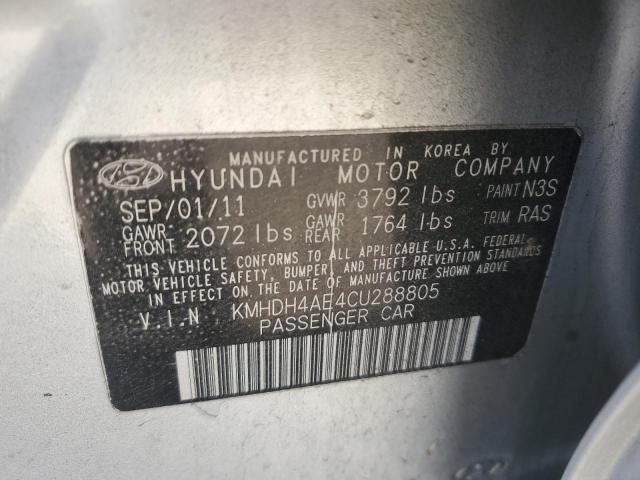 MANUFACTURED IN KOREA BY
HYUNDAI MOTOR COMPANY
SEP/01/11 GVWR 3792 lbs PAINT N3S
GAWR FRONT 2072 lbs GAWR REAR 1764 lbs TRIM RAS
THIS VEHICLE CONFORMS TO ALL APPLICABLE U.S.A. FEDERAL
MOTOR VEHICLE SAFETY, BUMPER, AND THEFT PREVENTION STANDARDS
IN EFFECT ON THE DATE OF MANUFACTURE SHOWN ABOVE
V.I.N KMHDH4AE4CU288805
PASSENGER CAR